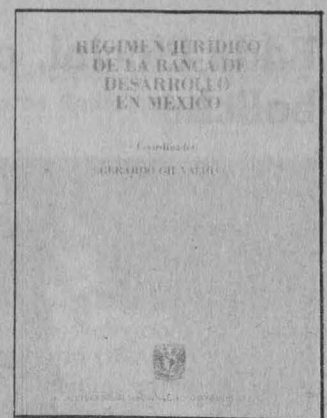 RÉGIMEN JURÍDICO
DE LA BANCA DE
DESARROLLO
EN MÉXICO
Coordinador
GERARDO GIL VALDIVIA